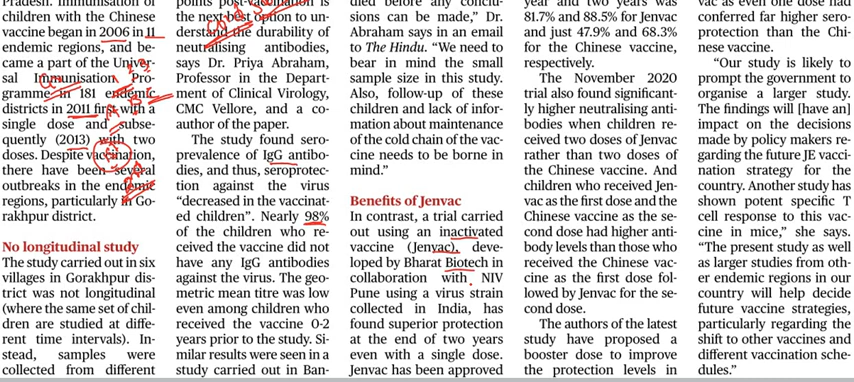 Pradesh. Immunisation of
children with the Chinese
vaccine began in 2006 in 11
endemic regions, and be-
came a part of the Univer-
sal Immunisation Pro-
gramme in 181 endemic
districts in 2011 first with a
single dose and subse-
quently (2013) with two
doses. Despite vaccination,
there have been several
outbreaks in the endemic
regions, particularly in Go-
rakhpur district.
No longitudinal study
The study carried out in six
villages in Gorakhpur dis-
trict was not longitudinal
(where the same set of chil-
dren are studied at diffe-
rent time intervals). In-
stead, samples were
collected from different
points post-vaccination is
the next best option to un-
derstand the durability of
neutralising antibodies,
says Dr. Priya Abraham,
Professor in the Depart-
ment of Clinical Virology,
CMC Vellore, and a co-
author of the paper.
The study found sero-
prevalence of IgG antibo-
dies, and thus, seroprotec-
tion against the virus
"decreased in the vaccinat-
ed children". Nearly 98%
of the children who re-
ceived the vaccine did not
have any IgG antibodies
against the virus. The geo-
metric mean titre was low
even among children who
received the vaccine 0-2
years prior to the study. Si-
milar results were seen in a
study carried out in Ban-
died before any conclu-
sions can be made," Dr.
Abraham says in an email
to The Hindu. "We need to
bear in mind the small
sample size in this study.
Also, follow-up of these
children and lack of infor-
mation about maintenance
of the cold chain of the vac-
cine needs to be borne in
mind."
Benefits of Jenvac
In contrast, a trial carried
out using an inactivated
vaccine (Jenvac), deve-
loped by Bharat Biotech in
collaboration with NIV
Pune using a virus strain
collected in India, has
found superior protection
at the end of two years
even with a single dose.
Jenvac has been approved
year and two years was
81.7% and 88.5% for Jenvac
and just 47.9% and 68.3%
for the Chinese vaccine,
respectively.
The November 2020
trial also found significant-
ly higher neutralising anti-
bodies when children re-
ceived two doses of Jenvac
rather than two doses of
the Chinese vaccine. And
children who received Jen-
vac as the first dose and the
Chinese vaccine as the se-
cond dose had higher anti-
body levels than those who
received the Chinese vac-
cine as the first dose fol-
lowed by Jenvac for the se-
cond dose.
The authors of the latest
study have proposed a
booster dose to improve
the protection levels in
vac as even one dose had
conferred far higher sero-
protection than the Chi-
nese vaccine.
"Our study is likely to
prompt the government to
organise a larger study.
The findings will [have an]
impact on the decisions
made by policy makers re-
garding the future JE vacci-
nation strategy for the
country. Another study has
shown potent specific T
cell response to this vac-
cine in mice," she says.
"The present study as well
as larger studies from oth-
er endemic regions in our
country will help decide
future vaccine strategies,
particularly regarding the
shift to other vaccines and
different vaccination sche-
dules."